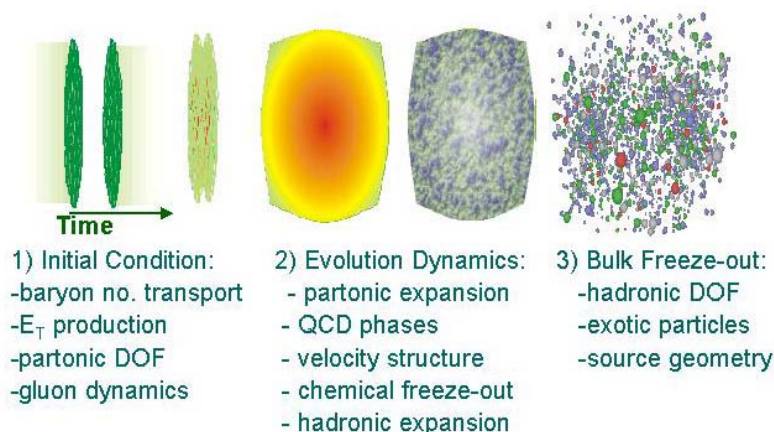 Time
1) Initial Condition:
-baryon no. transport
-E_T production
-partonic DOF
-gluon dynamics
2) Evolution Dynamics:
- partonic expansion
- QCD phases
- velocity structure
- chemical freeze-out
- hadronic expansion
3) Bulk Freeze-out:
-hadronic DOF
-exotic particles
-source geometry